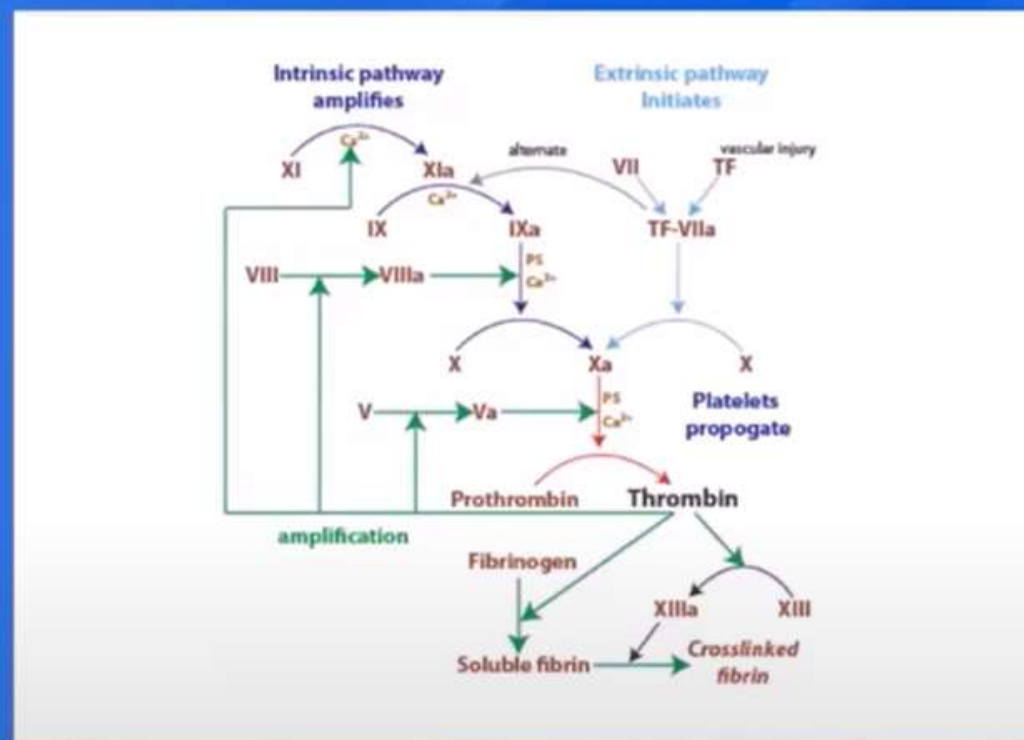 Intrinsic pathway
amplifies
Extrinsic pathway
Initiates
Ca²⁺
XI
XIa
alternate
VII
vascular injury
TF
Ca²⁺
IX
IXa
TF-VIIa
PS
VIII
VIIIa
Ca²⁺
X
Xa
X
PS
Ca²⁺
V
Va
Platelets
propogate
Prothrombin
Thrombin
amplification
Fibrinogen
XIIIa
XIII
Soluble fibrin
Crosslinked
fibrin